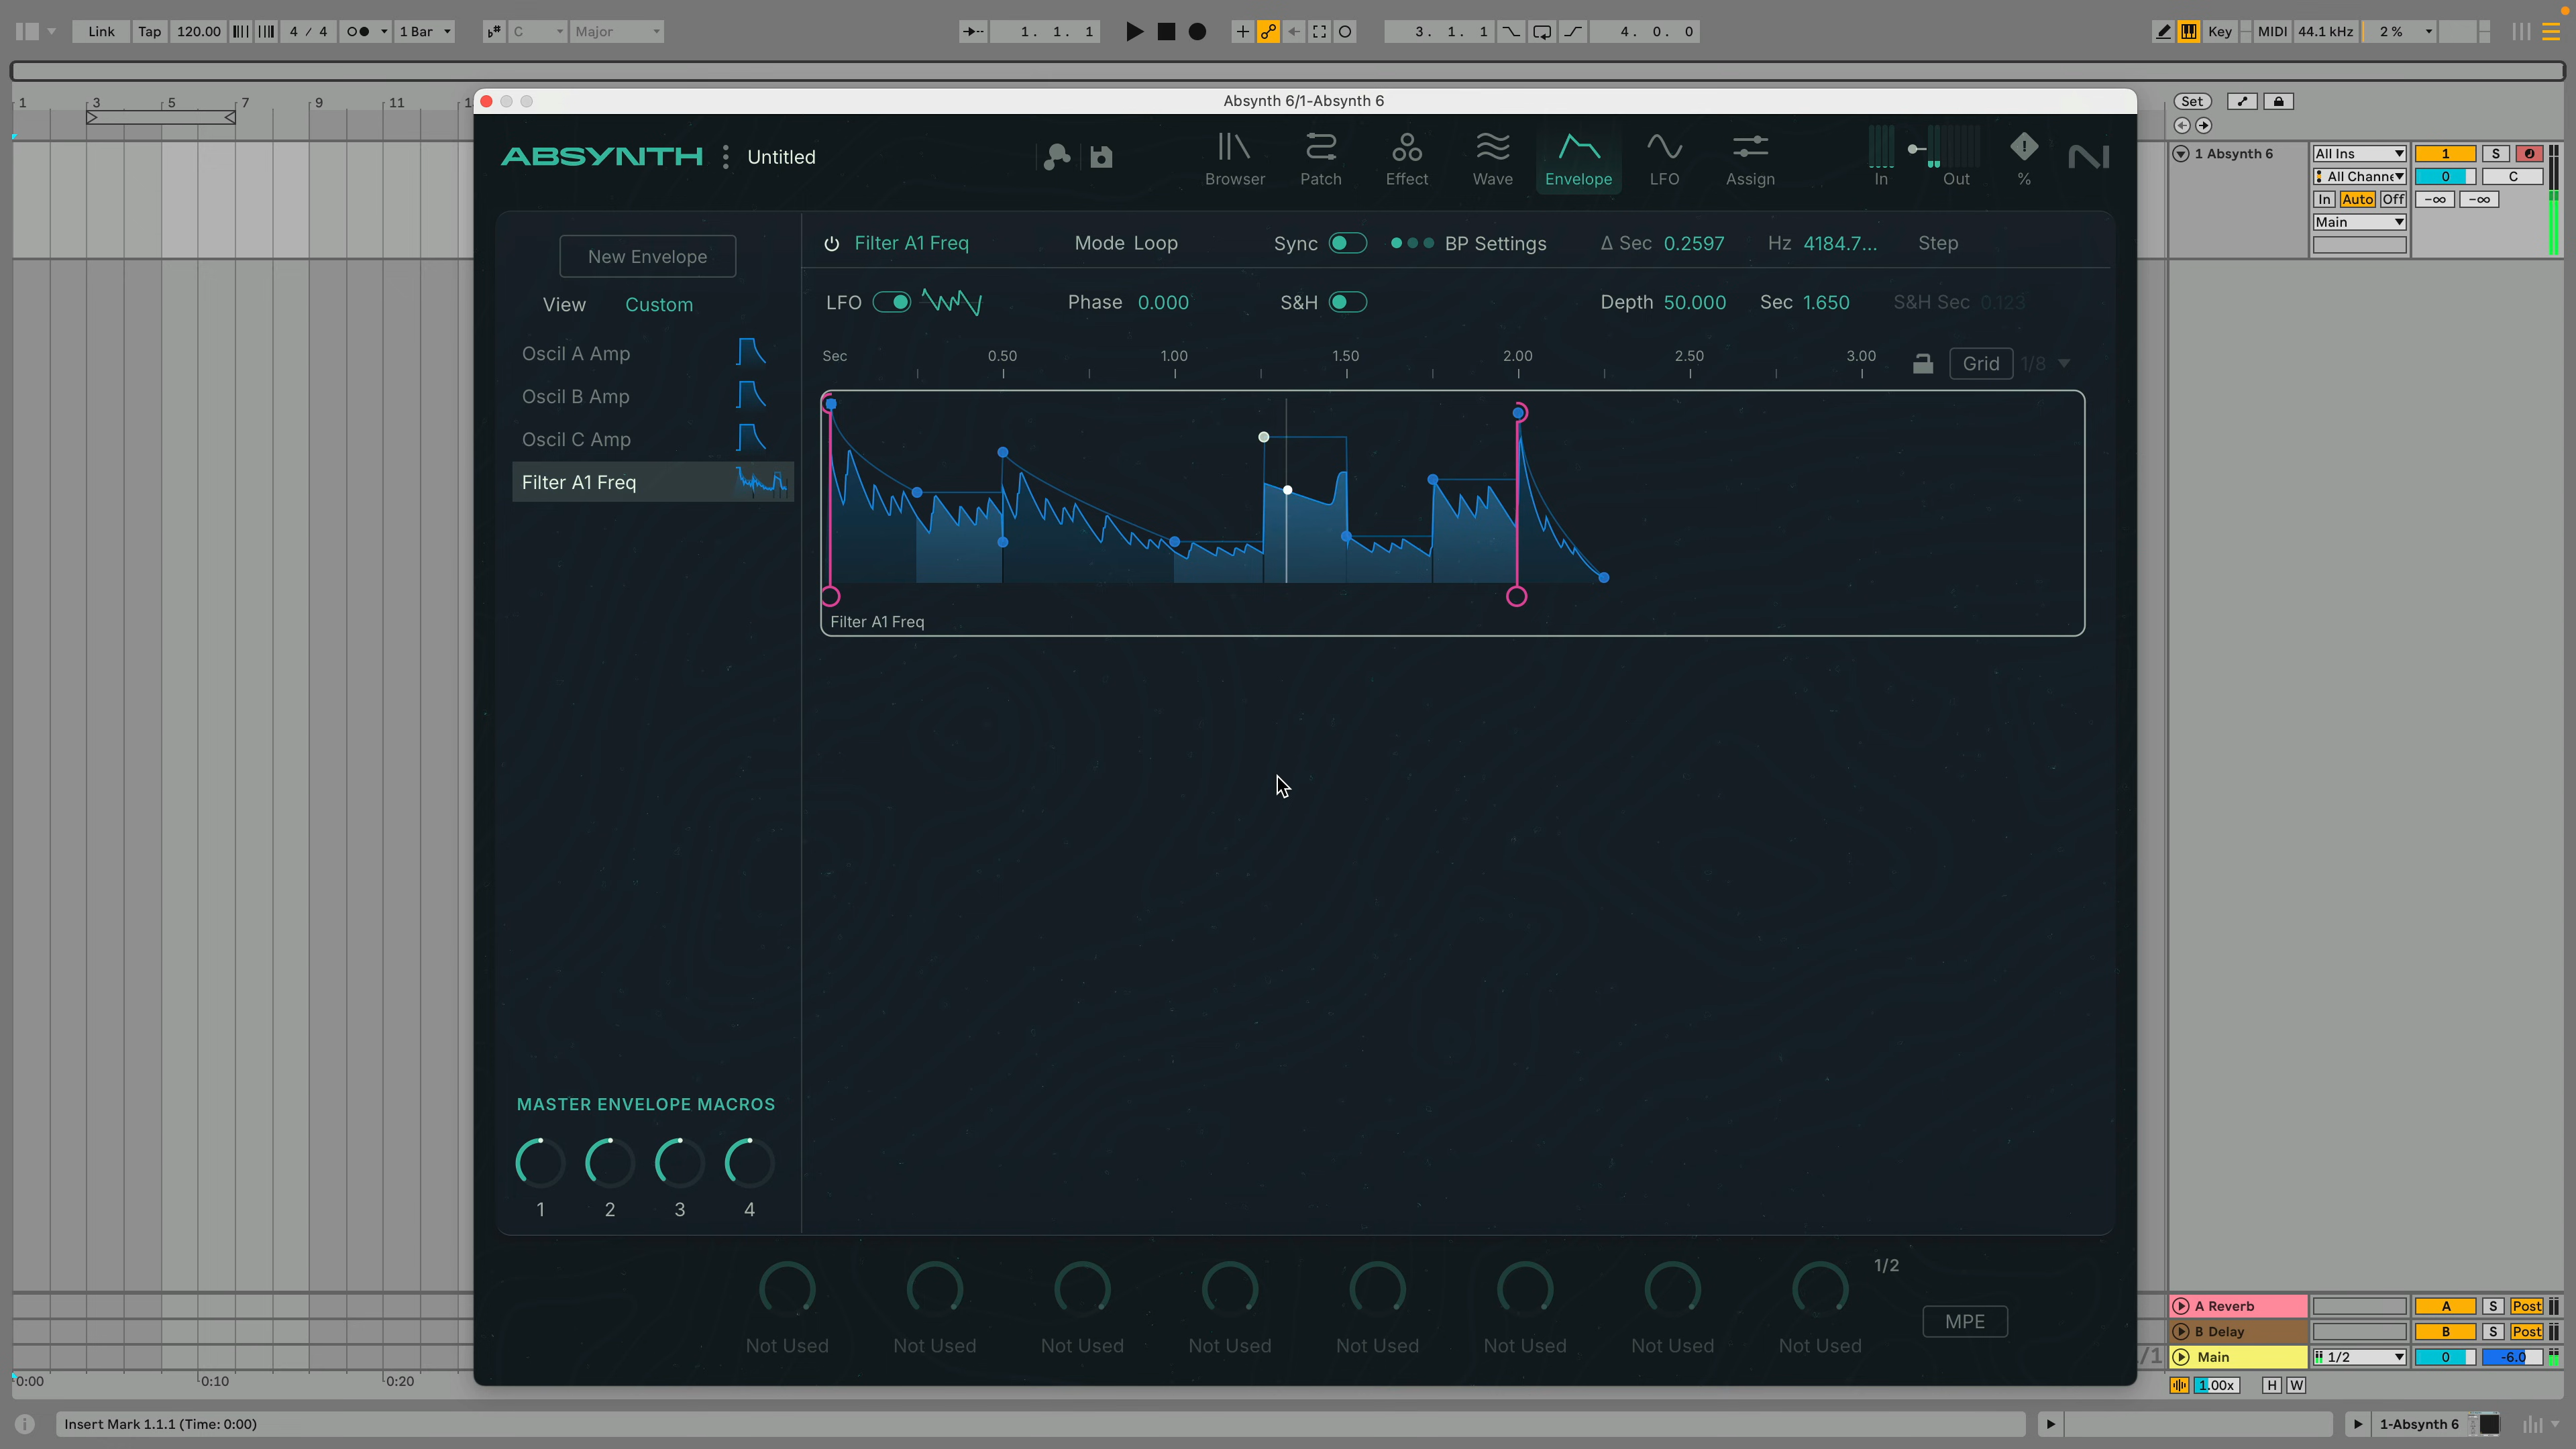 Link Tap 120.00 4 / 4 1 Bar C Major 1. 1. 1 3. 1. 1 4. 0. 0 Key MIDI 44.1 kHz 2 %
1 3 5 7 9 11
Absynth 6/1-Absynth 6
Set
ABSYNTH Untitled
Browser Patch Effect Wave Envelope LFO Assign In Out %
1 Absynth 6 All Ins 1 S
All Channe 0 C
In Auto Off -∞ -∞
Main
New Envelope
Filter A1 Freq Mode Loop Sync BP Settings Δ Sec 0.2597 Hz 4184.7... Step
View Custom
LFO Phase 0.000 S&H Depth 50.000 Sec 1.650 S&H Sec 0.123
Sec 0.50 1.00 1.50 2.00 2.50 3.00 Grid 1/8
Oscil A Amp
Oscil B Amp
Oscil C Amp
Filter A1 Freq
Filter A1 Freq
MASTER ENVELOPE MACROS
1 2 3 4
1/2
MPE
Not Used Not Used Not Used Not Used Not Used Not Used Not Used Not Used
A Reverb A S Post
B Delay B S Post
/1 Main 1/2 0 -6.0
0:00 0:10 0:20
1.00x H W
Insert Mark 1.1.1 (Time: 0:00)
1-Absynth 6